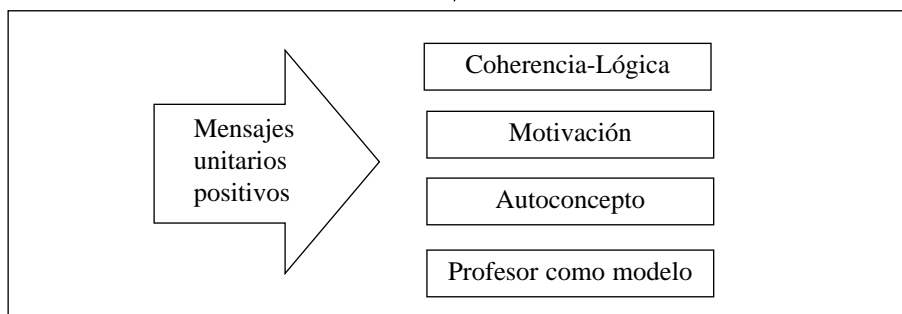 Mensajes
unitarios
positivos
Coherencia-Lógica
Motivación
Autoconcepto
Profesor como modelo